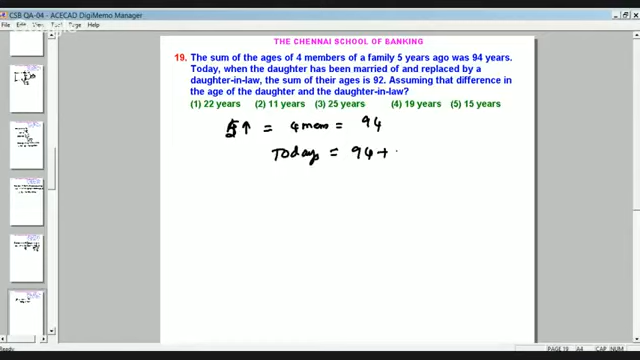 CSB QA-04 - ACECAD DigiMemo Manager
File Edit View Tools Window Help
THE CHENNAI SCHOOL OF BANKING
19. The sum of the ages of 4 members of a family 5 years ago was 94 years.
Today, when the daughter has been married of and replaced by a
daughter-in-law, the sum of their ages is 92. Assuming that difference in
the age of the daughter and the daughter-in-law?
(1) 22 years (2) 11 years (3) 25 years (4) 19 years (5) 15 years
↑ = 4 mem = 94
Today = 94 +
PAGE 19 A4 CAP NUM